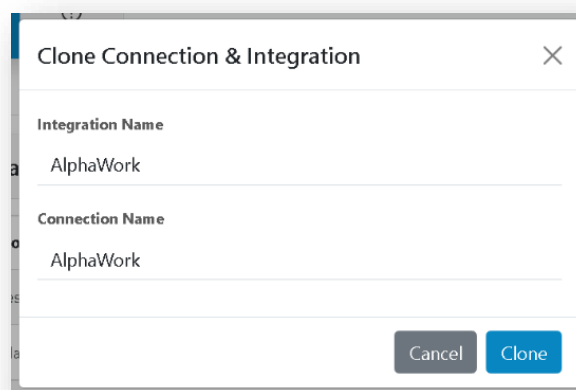 Clone Connection & Integration
Integration Name
AlphaWork
Connection Name
AlphaWork
Cancel Clone